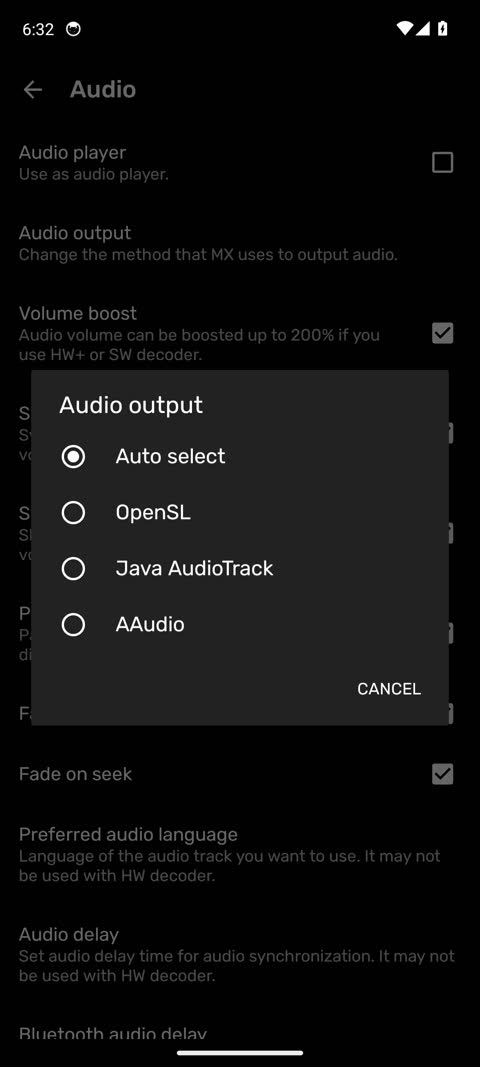 6:32
Audio
Audio player
Use as audio player.
Audio output
Change the method that MX uses to output audio.
Volume boost
Audio volume can be boosted up to 200% if you
use HW+ or SW decoder.
Audio output
Auto select
OpenSL
Java AudioTrack
AAudio
CANCEL
Fade on seek
Preferred audio language
Language of the audio track you want to use. It may not
be used with HW decoder.
Audio delay
Set audio delay time for audio synchronization. It may not
be used with HW decoder.
Bluetooth audio delay